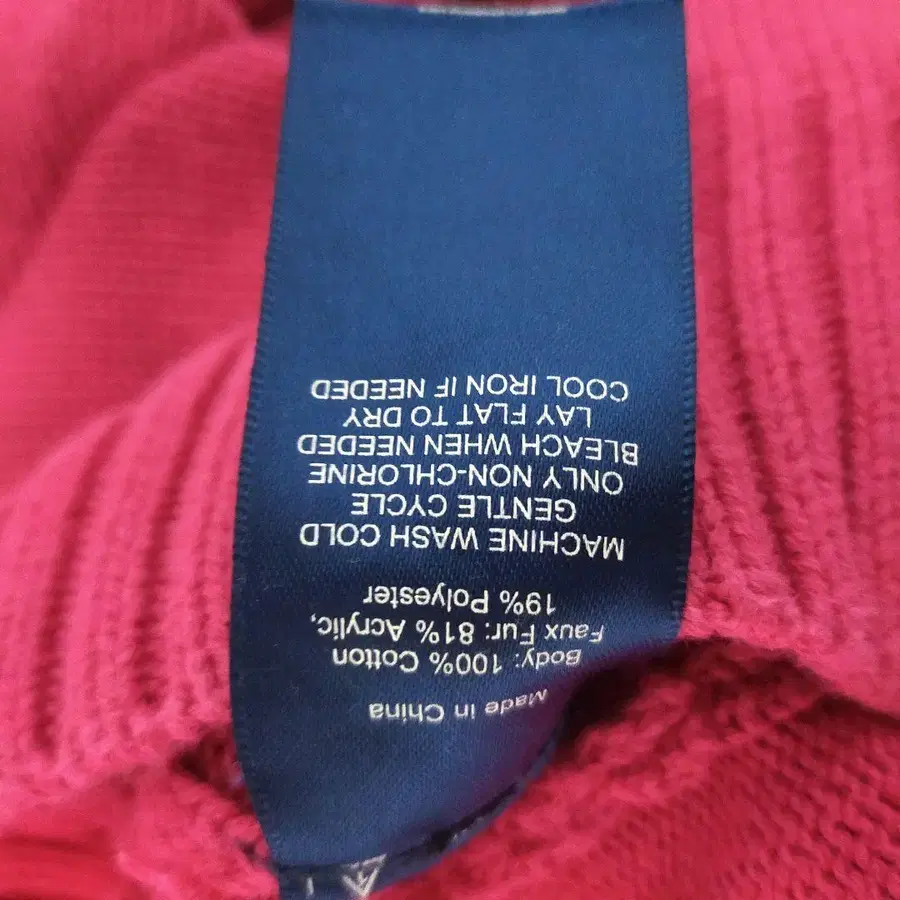 Made in China
Body: 100% Cotton
Faux Fur: 81% Acrylic,
19% Polyester
MACHINE WASH COLD
GENTLE CYCLE
ONLY NON-CHLORINE
BLEACH WHEN NEEDED
LAY FLAT TO DRY
COOL IRON IF NEEDED